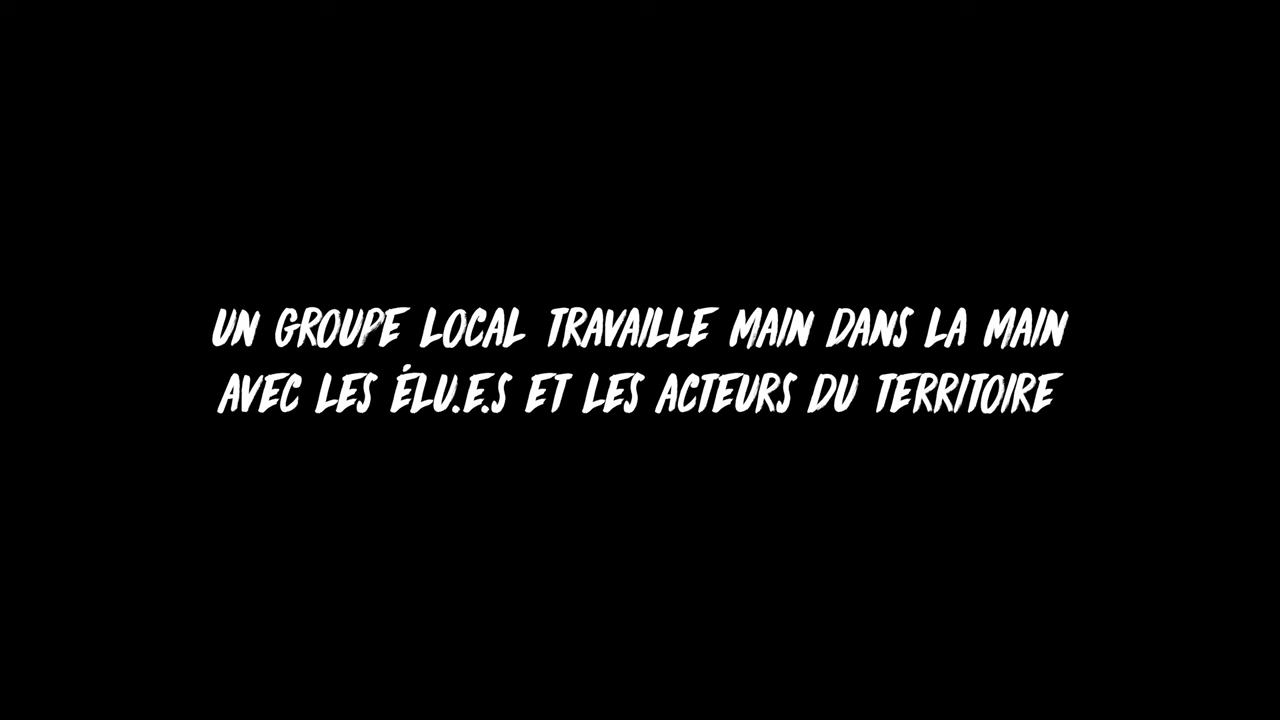 UN GROUPE LOCAL TRAVAILLE MAIN DANS LA MAIN
AVEC LES ÉLU.E.S ET LES ACTEURS DU TERRITOIRE